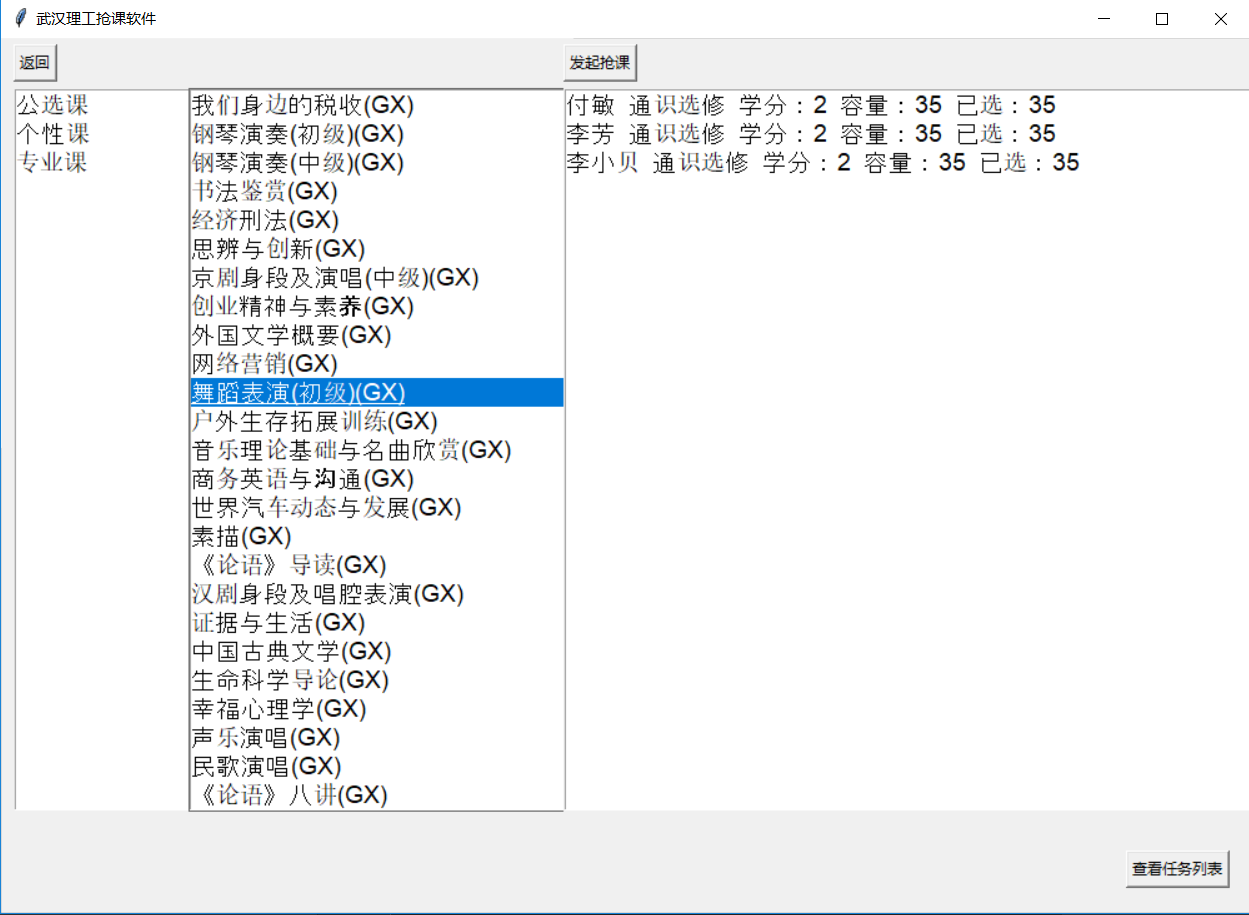 武汉理工抢课软件
返回
发起抢课
公选课
个性课
专业课
我们身边的税收(GX)
钢琴演奏(初级)(GX)
钢琴演奏(中级)(GX)
书法鉴赏(GX)
经济刑法(GX)
思辨与创新(GX)
京剧身段及演唱(中级)(GX)
创业精神与素养(GX)
外国文学概要(GX)
网络营销(GX)
舞蹈表演(初级)(GX)
户外生存拓展训练(GX)
音乐理论基础与名曲欣赏(GX)
商务英语与沟通(GX)
世界汽车动态与发展(GX)
素描(GX)
《论语》导读(GX)
汉剧身段及唱腔表演(GX)
证据与生活(GX)
中国古典文学(GX)
生命科学导论(GX)
幸福心理学(GX)
声乐演唱(GX)
民歌演唱(GX)
《论语》八讲(GX)
付敏 通识选修 学分：2 容量：35 已选：35
李芳 通识选修 学分：2 容量：35 已选：35
李小贝 通识选修 学分：2 容量：35 已选：35
查看任务列表